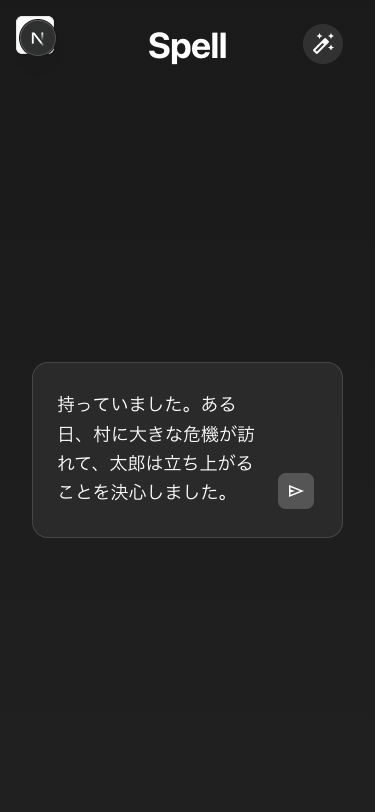 N
Spell
持っていました。ある
日、村に大きな危機が訪
れて、太郎は立ち上がる
ことを決心しました。